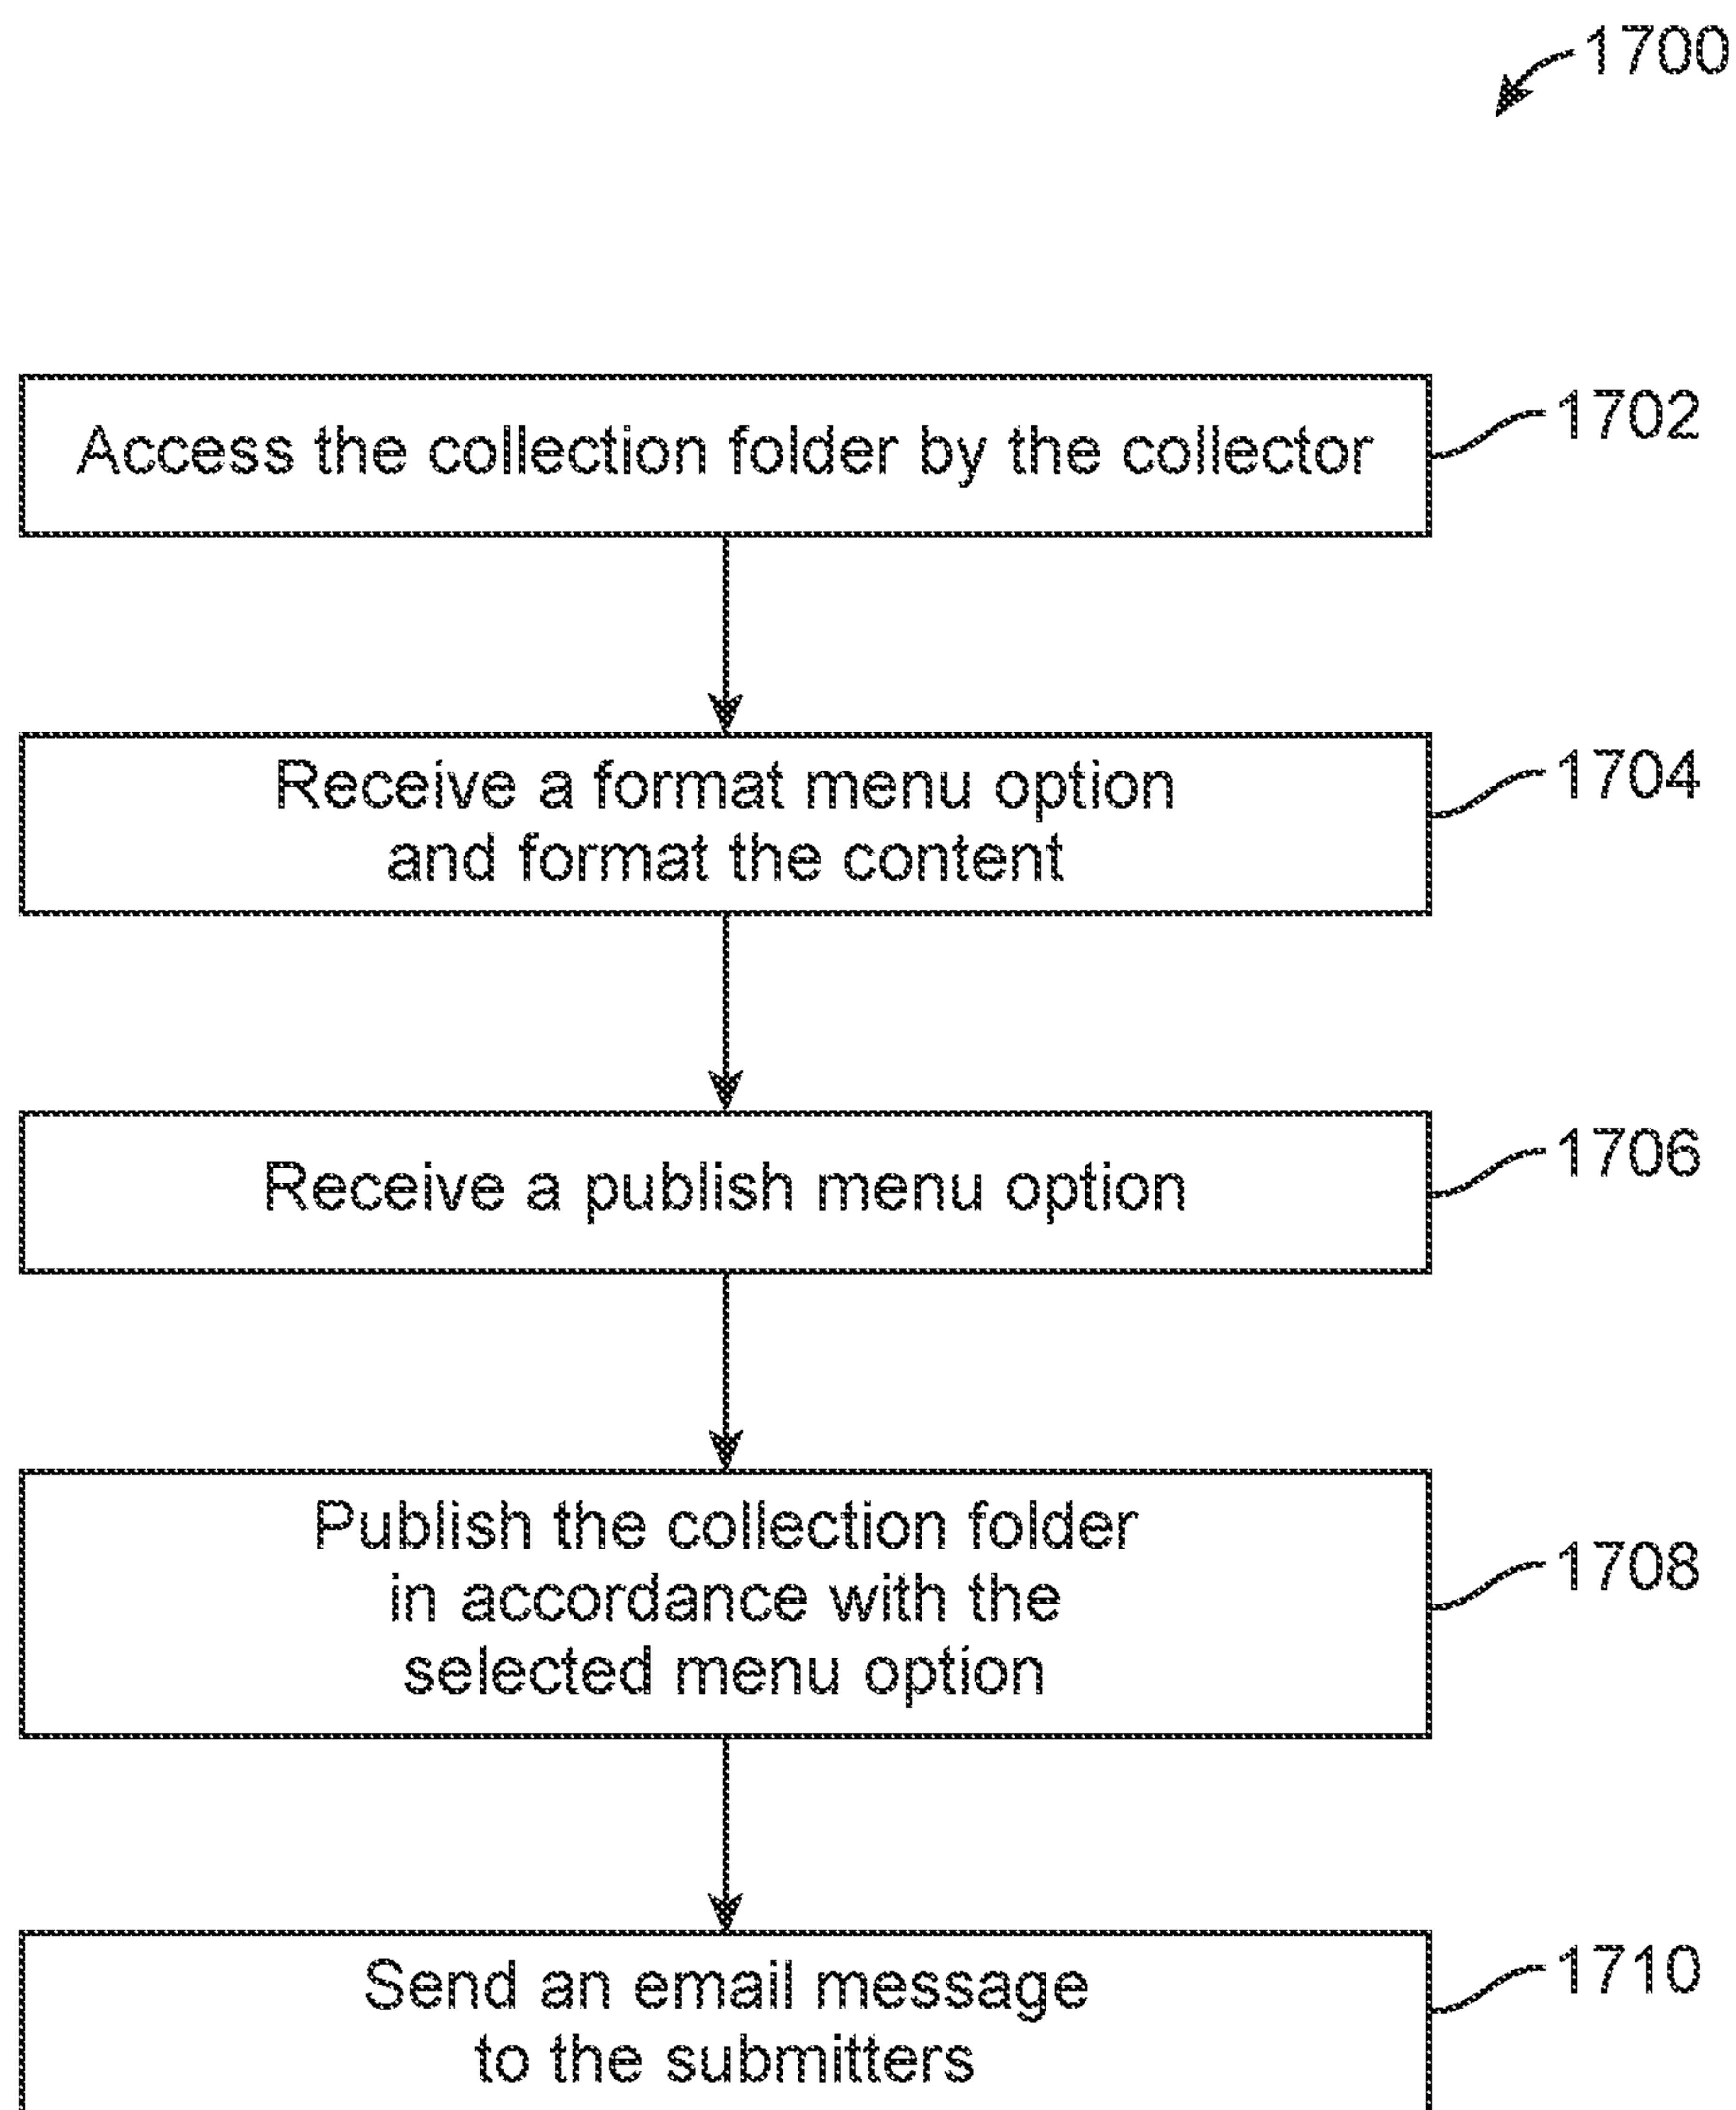 1700
Access the collection folder by the collector
1702
Receive a format menu option
and format the content
1704
Receive a publish menu option
1706
Publish the collection folder
in accordance with the
selected menu option
1708
Send an email message
to the submitters
1710